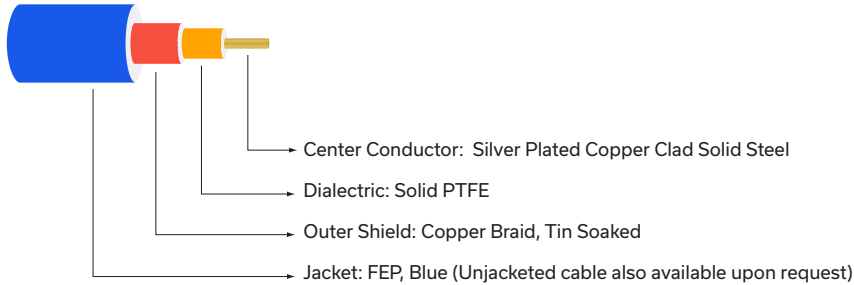 Center Conductor:  Silver Plated Copper Clad Solid Steel
Dialectric: Solid PTFE
Outer Shield: Copper Braid, Tin Soaked
Jacket: FEP, Blue (Unjacketed cable also available upon request)